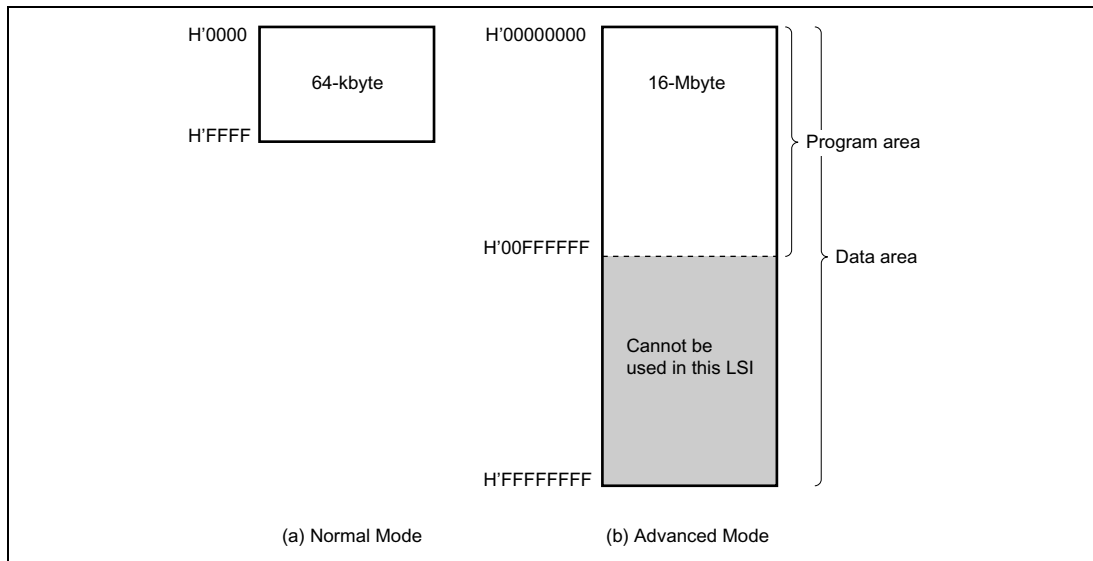 H'0000
64-kbyte
H'FFFF
H'00000000
16-Mbyte
Program area
H'00FFFFFF
Data area
Cannot be
used in this LSI
H'FFFFFFFF
(a) Normal Mode
(b) Advanced Mode